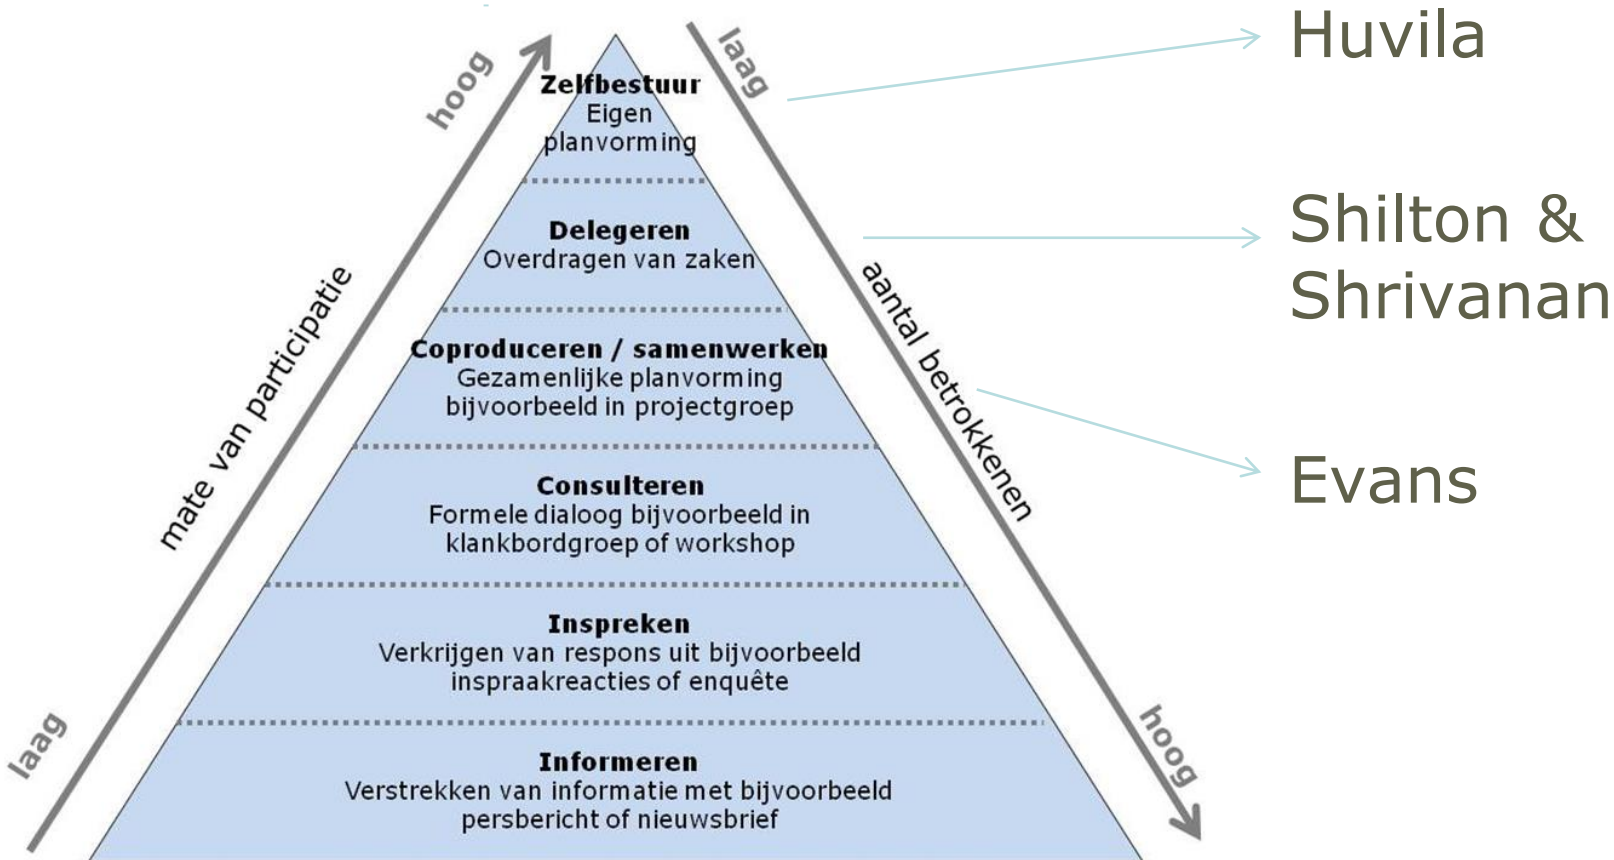 hoog
laag
Huvila
Zelfbestuur
Eigen
planvorming
Shilton &
Shrivanan
Delegeren
Overdragen van zaken
mate van participatie
aantal betrokkenen
Coproduceren / samenwerken
Gezamenlijke planvorming
bijvoorbeeld in projectgroep
Evans
Consulteren
Formele dialoog bijvoorbeeld in
klankbordgroep of workshop
Inspreken
Verkrijgen van respons uit bijvoorbeeld
inspraakreacties of enquête
laag
hoog
Informeren
Verstrekken van informatie met bijvoorbeeld
persbericht of nieuwsbrief